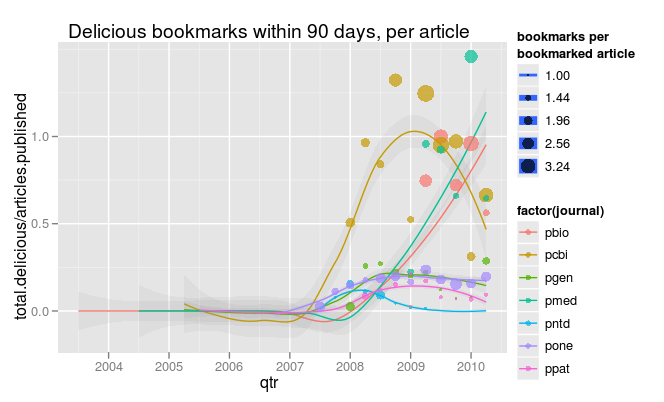 Delicious bookmarks within 90 days, per article
total.delicious/articles.published
1.0
0.5
0.0
2004 2005 2006 2007 2008 2009 2010
qtr
bookmarks per
bookmarked article
1.00
1.44
1.96
2.56
3.24
factor(journal)
pbio
pcbi
pgen
pmed
pntd
pone
ppat